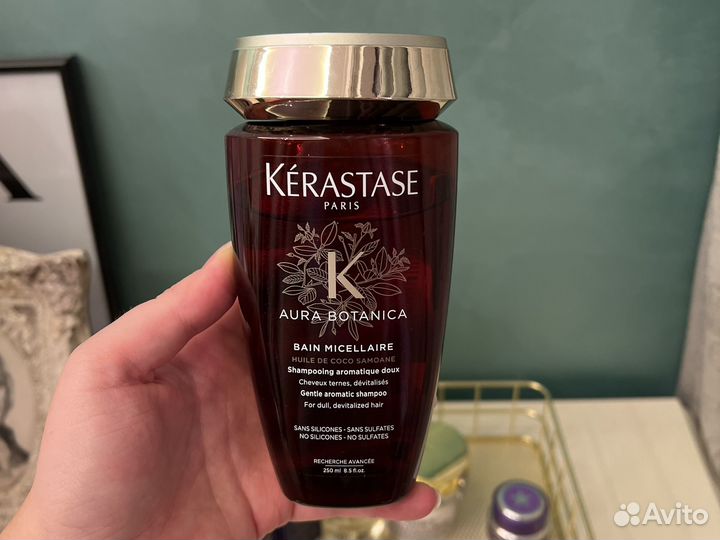 KÉRASTASE
PARIS
K
AURA BOTANICA
BAIN MICELLAIRE
HUILE DE COCO SAMOANE
Shampooing aromatique doux
Cheveux ternes, dévitalisés
Gentle aromatic shampoo
For dull, devitalized hair
SANS SILICONES - SANS SULFATES
NO SILICONES - NO SULFATES
RECHERCHE AVANCÉE
250 ml 8.5 fl.oz.
Avito